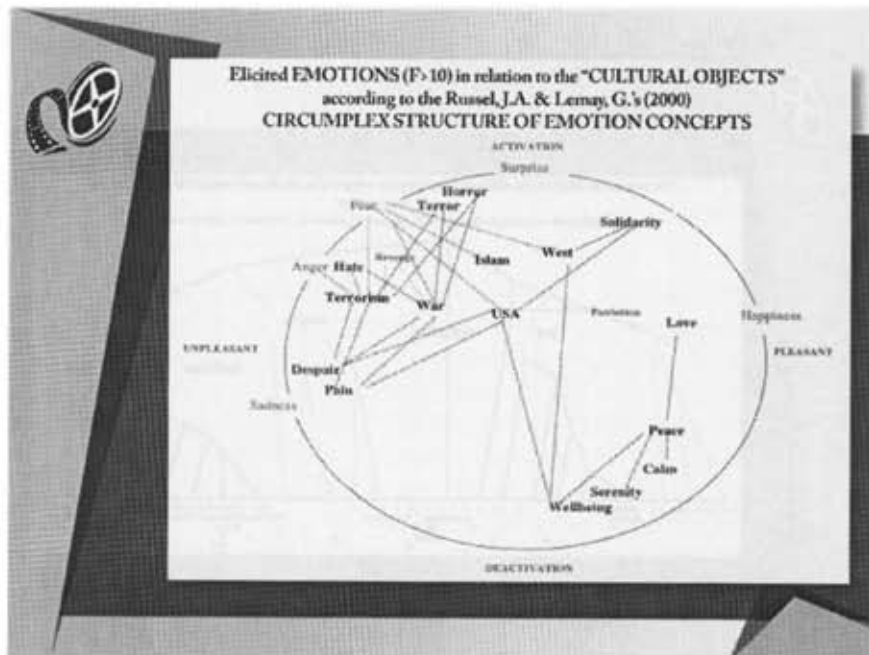 Elicited EMOTIONS (F>10) in relation to the "CULTURAL OBJECTS"
according to the Russel, J.A. & Lemay, G.'s (2000)
CIRCUMPLEX STRUCTURE OF EMOTION CONCEPTS
ACTIVATION
Surprise
Horror
Fear Terror
Solidarity
West
Anger Hate Revenge Islam
Terrorism War
USA Patriotism Love Happiness
UNPLEASANT PLEASANT
Despair
Pain
Sadness
Peace
Calm
Serenity
Wellbeing
DEACTIVATION